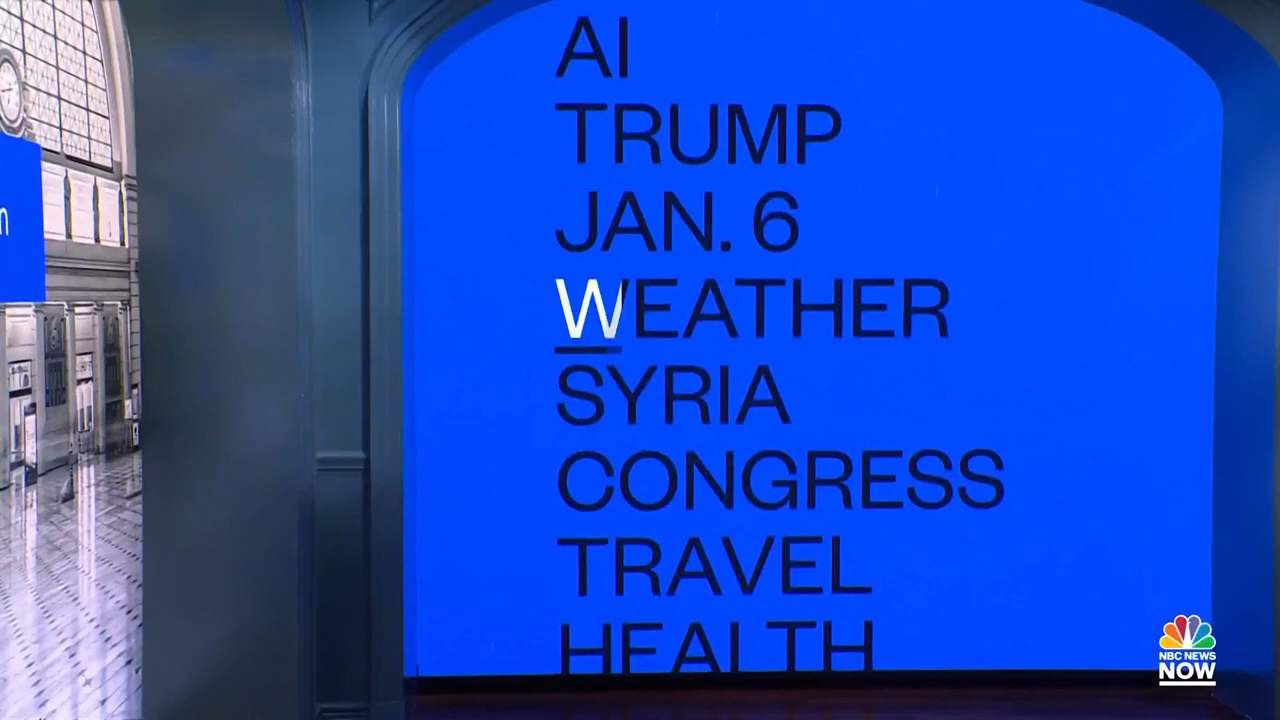 AI
TRUMP
JAN. 6
WEATHER
SYRIA
CONGRESS
TRAVEL
HEALTH
NBC NEWS
NOW